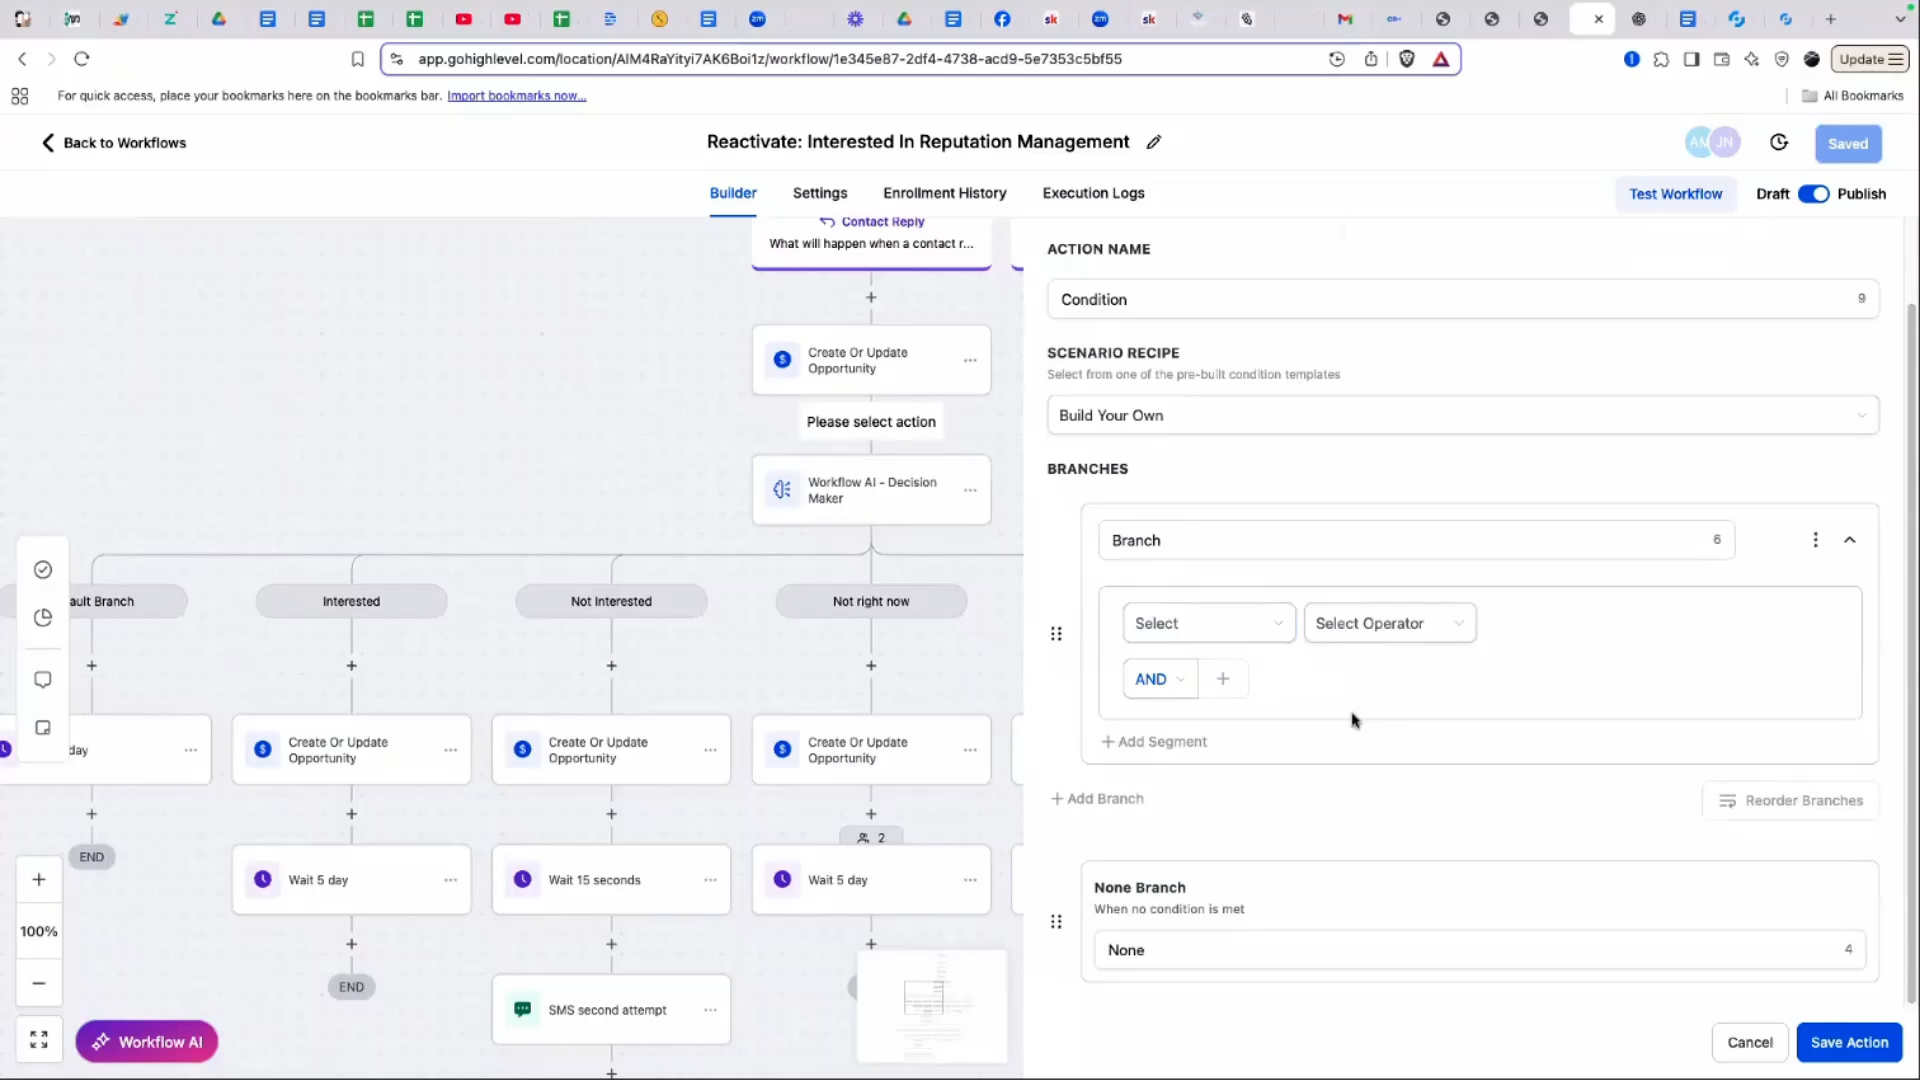 app.gohighlevel.com/location/AIM4RaYityi7AK6Boi1z/workflow/1e345e87-2df4-4738-acd9-5e7353c5bf55
Update
For quick access, place your bookmarks here on the bookmarks bar. Import bookmarks now...
All Bookmarks
Back to Workflows
Reactivate: Interested In Reputation Management
AM
JN
Saved
Builder
Settings
Enrollment History
Execution Logs
Test Workflow
Draft
Publish
Contact Reply
What will happen when a contact r...
Create Or Update
Opportunity
Please select action
Workflow AI - Decision
Maker
ault Branch
Interested
Not Interested
Not right now
day
Create Or Update
Opportunity
Create Or Update
Opportunity
Create Or Update
Opportunity
2
END
Wait 5 day
Wait 15 seconds
Wait 5 day
100%
END
SMS second attempt
Workflow AI
ACTION NAME
Condition
9
SCENARIO RECIPE
Select from one of the pre-built condition templates
Build Your Own
BRANCHES
Branch
6
Select
Select Operator
AND
+ Add Segment
+ Add Branch
Reorder Branches
None Branch
When no condition is met
None
4
Cancel
Save Action